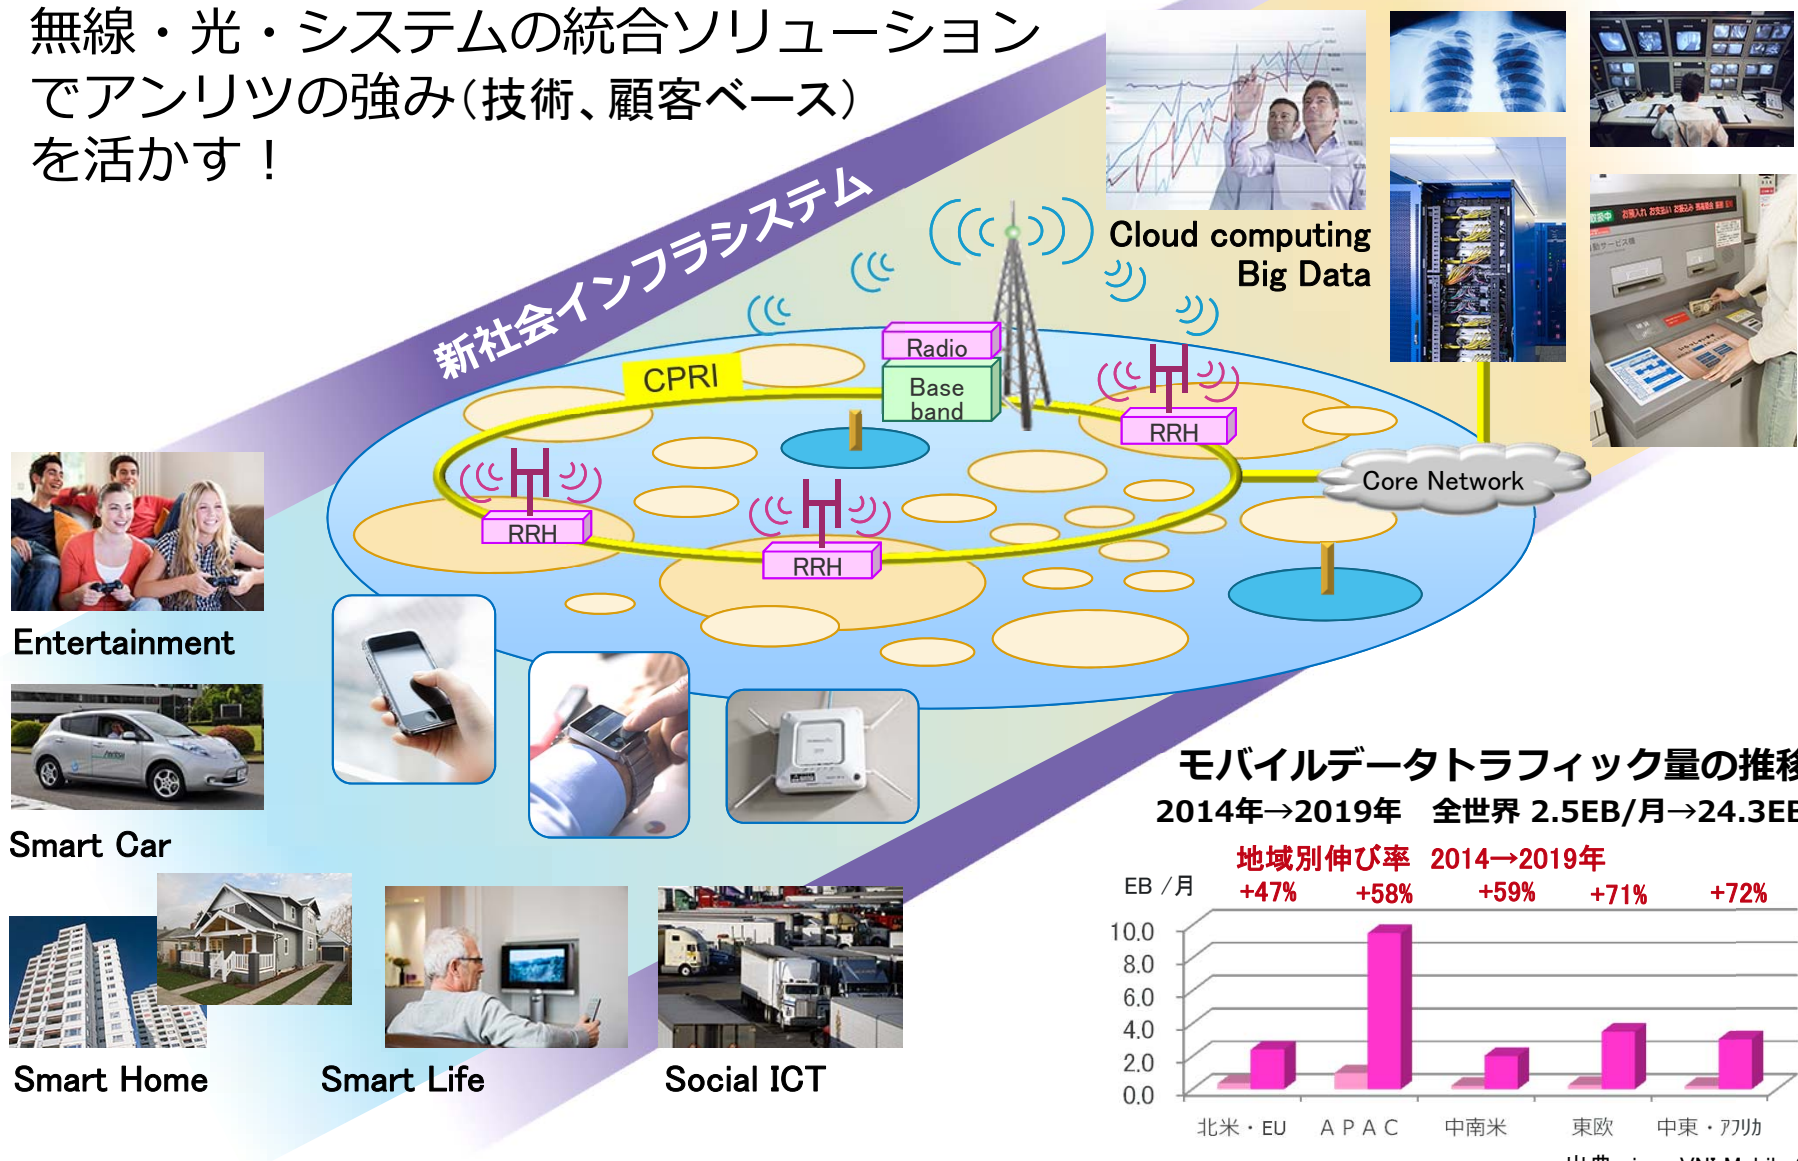 無線・光・システムの統合ソリューション
でアンリツの強み(技術、顧客ベース)
を活かす！
新社会インフラシステム
Cloud computing
Big Data
Radio
Base
band
CPRI
RRH
RRH
RRH
Core Network
Entertainment
Smart Car
Smart Home
Smart Life
Social ICT
モバイルデータトラフィック量の推移
2014年→2019年　全世界 2.5EB/月→24.3EB
地域別伸び率 2014→2019年
EB /月
+47% +58% +59% +71% +72%
10.0
8.0
6.0
4.0
2.0
0.0
北米・EU ＡＰＡＣ 中南米 東欧 中東・ｱﾌﾘｶ